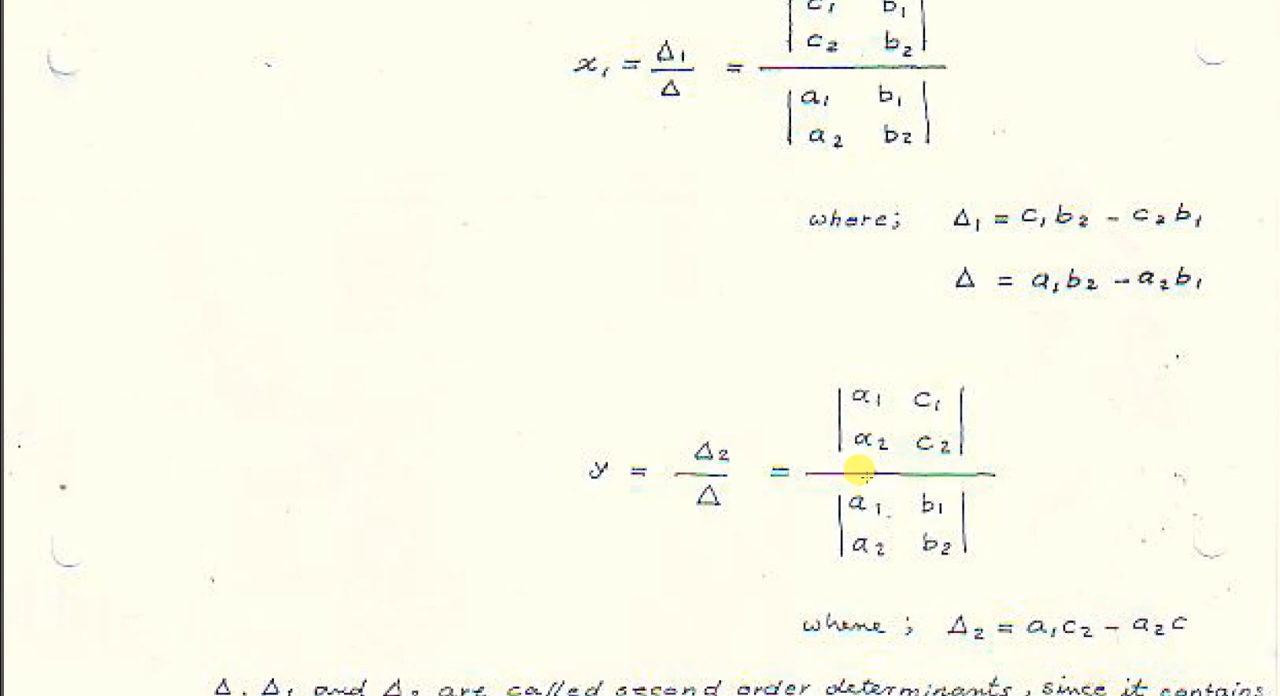 | c₁ b₁ |
x₁ = Δ₁/Δ = | c₂ b₂ |
| a₁ b₁ |
| a₂ b₂ |
where; Δ₁ = c₁b₂ - c₂b₁
Δ = a₁b₂ - a₂b₁
| a₁ c₁ |
| a₂ c₂ |
y = Δ₂/Δ =
| a₁ b₁ |
| a₂ b₂ |
where; Δ₂ = a₁c₂ - a₂c
Δ, Δ₁ and Δ₂ are called second order determinants, since it contains